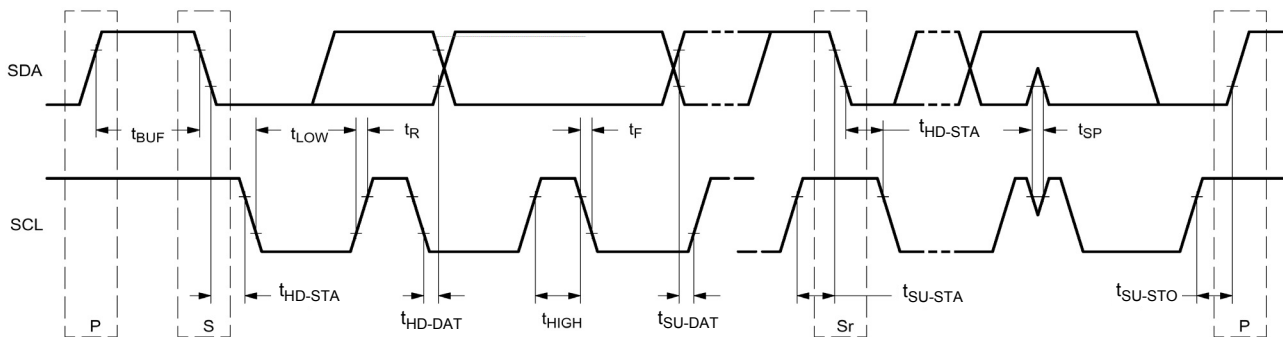 SDA
tBUF
tLOW
tR
tF
tHD-STA
tSP
SCL
tHD-STA
tHD-DAT
tHIGH
tSU-DAT
tSU-STA
tSU-STO
P
S
Sr
P